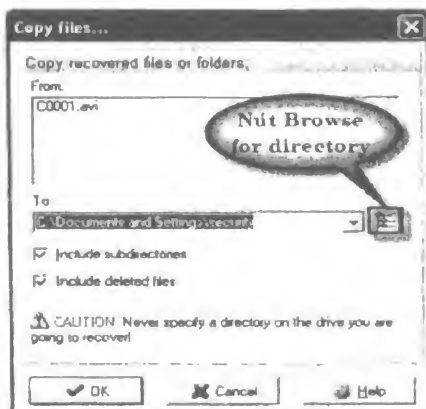 Copy files...
Copy recovered files or folders,
From
C0001.avi
Nút Browse
for directory
To
C:\Documents and Settings\
Include subdirectories
Include deleted files
CAUTION: Never specify a directory on the drive you are
going to recover!
OK
Cancel
Help